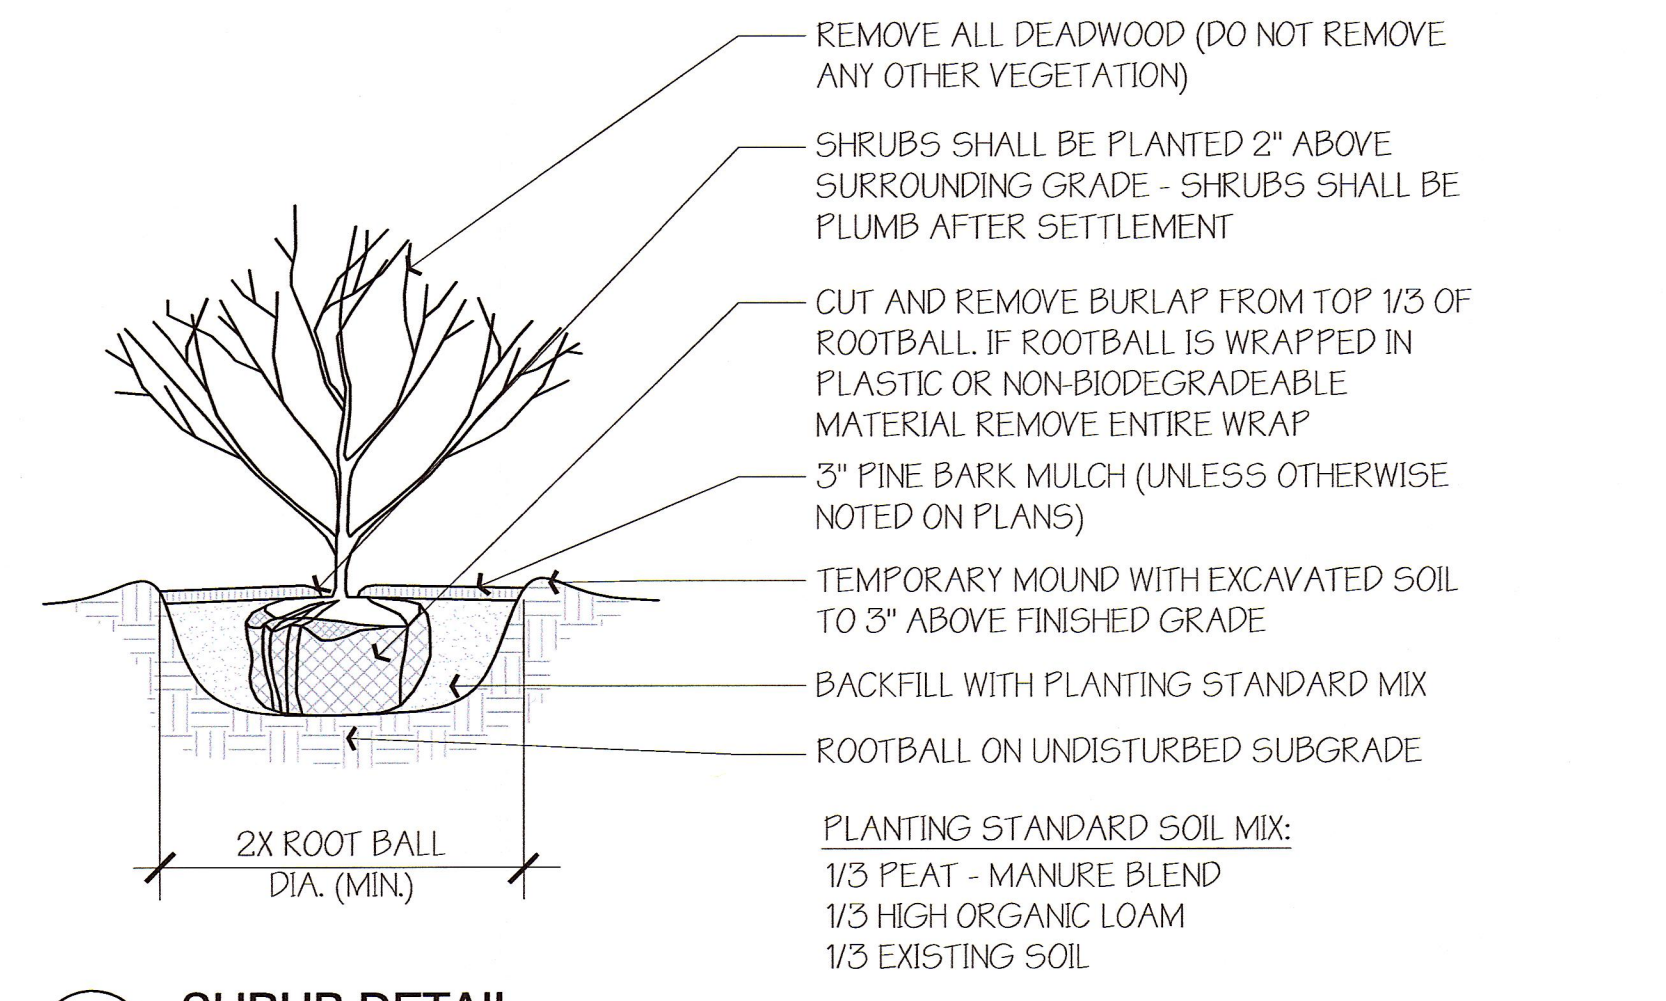 REMOVE ALL DEADWOOD (DO NOT REMOVE
ANY OTHER VEGETATION)
SHRUBS SHALL BE PLANTED 2" ABOVE
SURROUNDING GRADE - SHRUBS SHALL BE
PLUMB AFTER SETTLEMENT
CUT AND REMOVE BURLAP FROM TOP 1/3 OF
ROOTBALL. IF ROOTBALL IS WRAPPED IN
PLASTIC OR NON-BIODEGRADEABLE
MATERIAL REMOVE ENTIRE WRAP
3" PINE BARK MULCH (UNLESS OTHERWISE
NOTED ON PLANS)
TEMPORARY MOUND WITH EXCAVATED SOIL
TO 3" ABOVE FINISHED GRADE
BACKFILL WITH PLANTING STANDARD MIX
ROOTBALL ON UNDISTURBED SUBGRADE
2X ROOT BALL
DIA. (MIN.)
PLANTING STANDARD SOIL MIX:
1/3 PEAT - MANURE BLEND
1/3 HIGH ORGANIC LOAM
1/3 EXISTING SOIL
SHRUB DETAIL